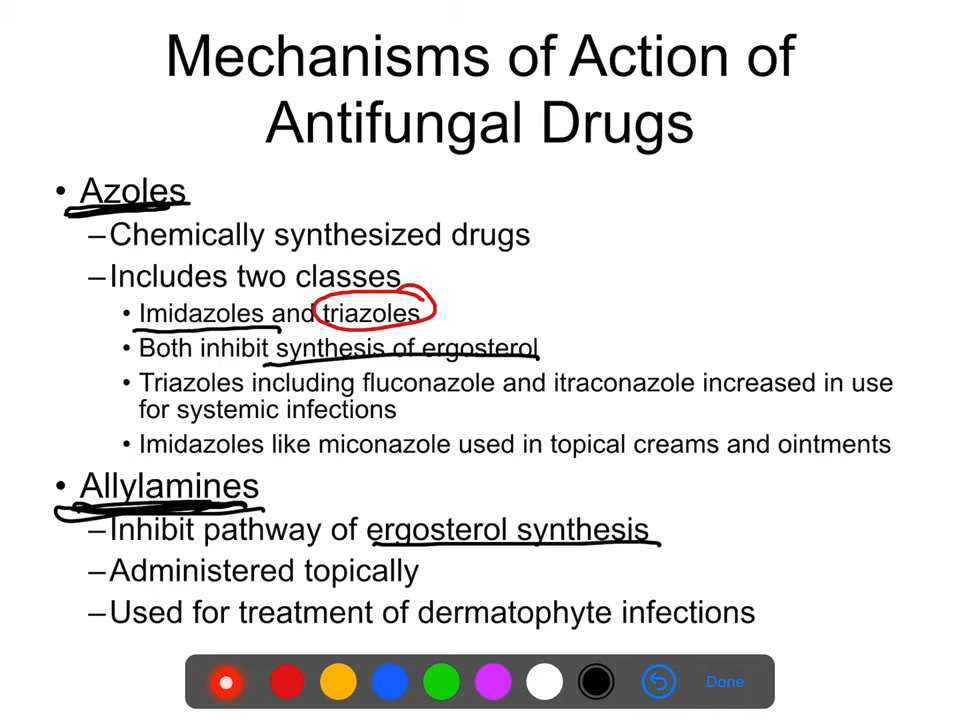 Mechanisms of Action of
Antifungal Drugs
• Azoles
–Chemically synthesized drugs
–Includes two classes
• Imidazoles and triazoles
• Both inhibit synthesis of ergosterol
• Triazoles including fluconazole and itraconazole increased in use
for systemic infections
• Imidazoles like miconazole used in topical creams and ointments
• Allylamines
–Inhibit pathway of ergosterol synthesis
–Administered topically
–Used for treatment of dermatophyte infections
Done